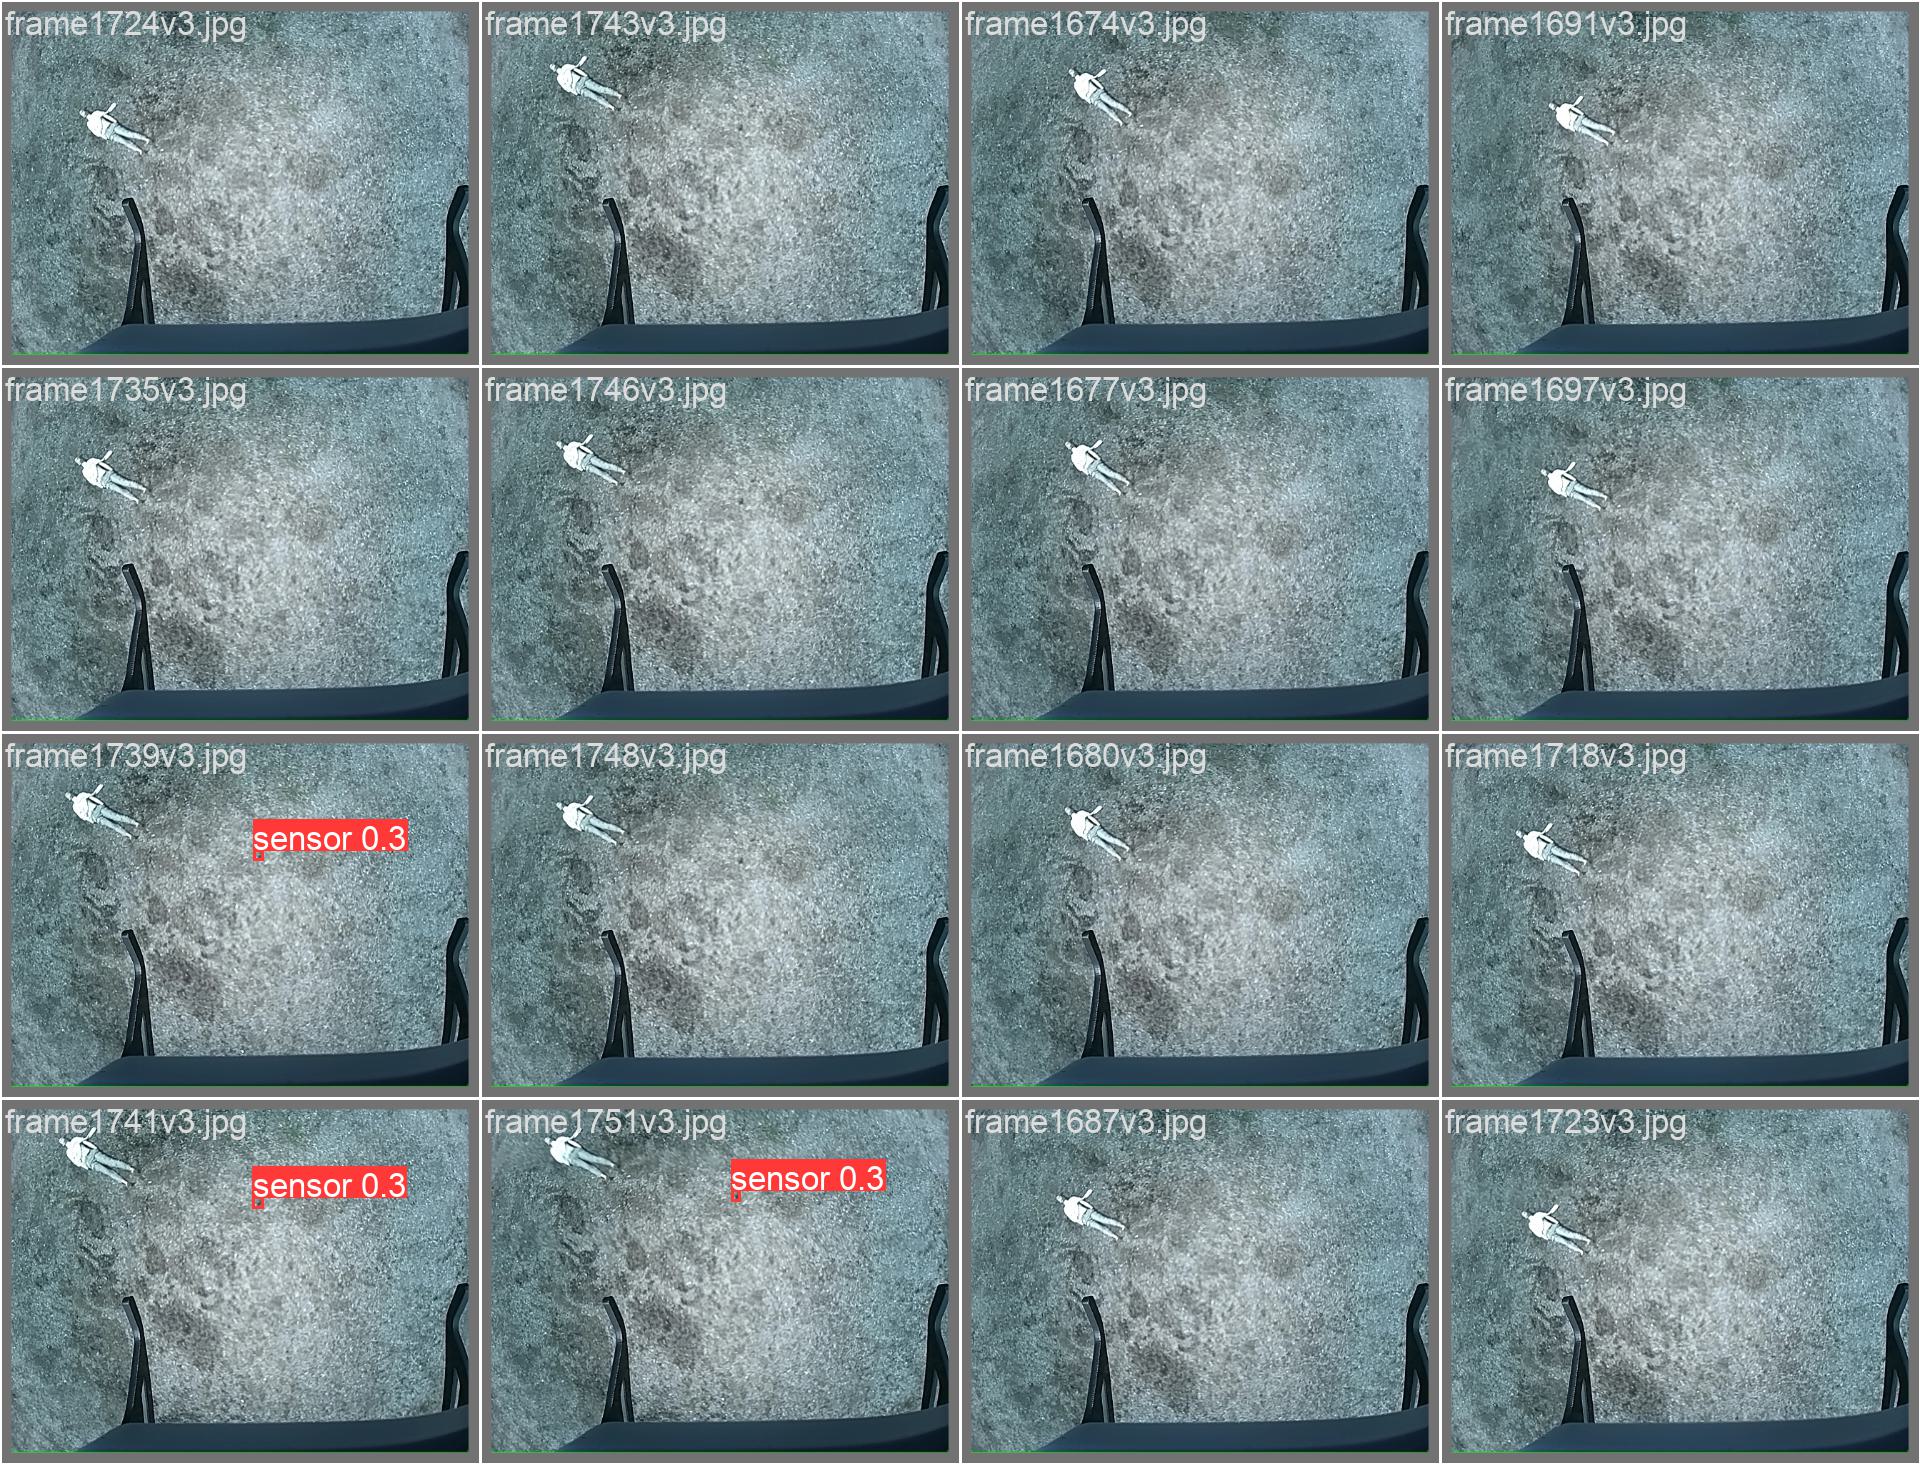 frame1724v3.jpg
frame1743v3.jpg
frame1674v3.jpg
frame1691v3.jpg
frame1735v3.jpg
frame1746v3.jpg
frame1677v3.jpg
frame1697v3.jpg
frame1739v3.jpg
sensor 0.3
frame1748v3.jpg
frame1680v3.jpg
frame1718v3.jpg
frame1741v3.jpg
sensor 0.3
frame1751v3.jpg
sensor 0.3
frame1687v3.jpg
frame1723v3.jpg